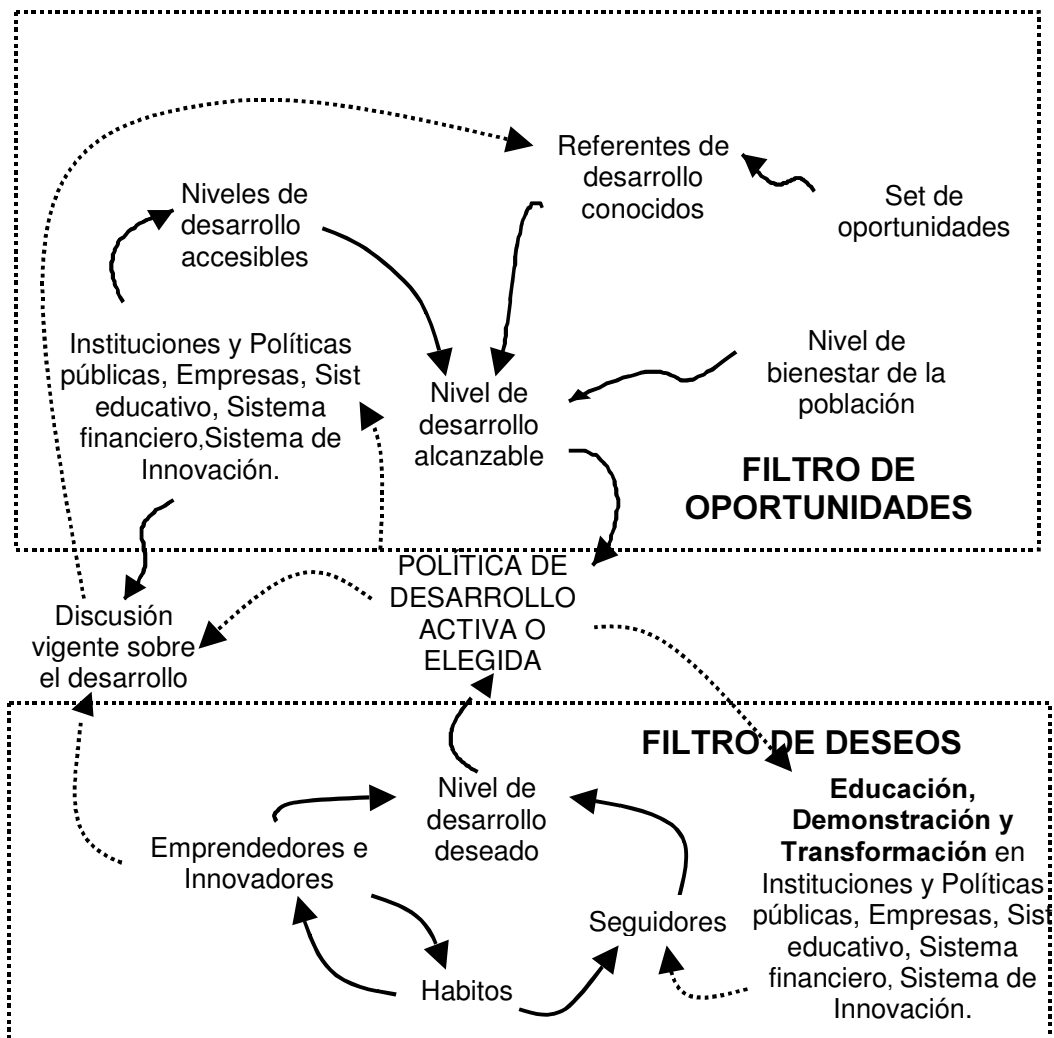 Referentes de
desarrollo
conocidos
Niveles de
desarrollo
accesibles
Set de
oportunidades
Instituciones y Políticas
públicas, Empresas, Sist
educativo, Sistema
financiero,Sistema de
Innovación.
Nivel de
desarrollo
alcanzable
Nivel de
bienestar de la
población
FILTRO DE
OPORTUNIDADES
POLÍTICA DE
DESARROLLO
ACTIVA O
ELEGIDA
Discusión
vigente sobre
el desarrollo
FILTRO DE DESEOS
Nivel de
desarrollo
deseado
Educación,
Demonstración y
Transformación en
Instituciones y Políticas
públicas, Empresas, Sist
educativo, Sistema
financiero, Sistema de
Innovación.
Emprendedores e
Innovadores
Seguidores
Habitos